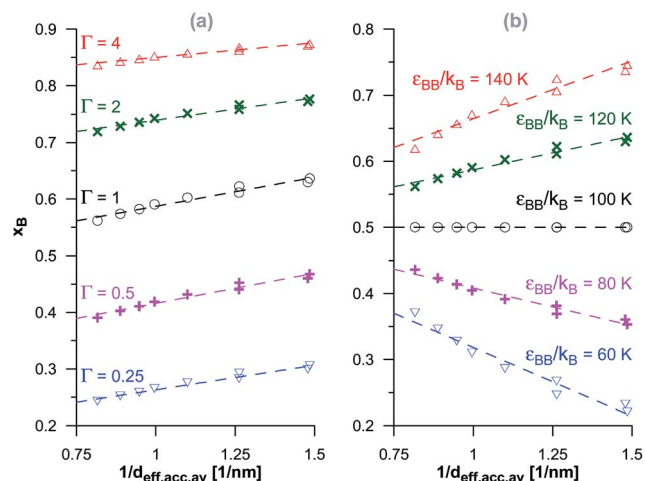 (a)
(b)
0.9
0.8
0.7
0.6
0.5
0.4
0.3
0.2
x_B
Γ = 4
Γ = 2
Γ = 1
Γ = 0.5
Γ = 0.25
0.75 1 1.25 1.5
1/d_eff,acc,av [1/nm]
0.8
0.7
0.6
0.5
0.4
0.3
0.2
ε_BB/k_B = 140 K
ε_BB/k_B = 120 K
ε_BB/k_B = 100 K
ε_BB/k_B = 80 K
ε_BB/k_B = 60 K
0.75 1 1.25 1.5
1/d_eff,acc,av [1/nm]